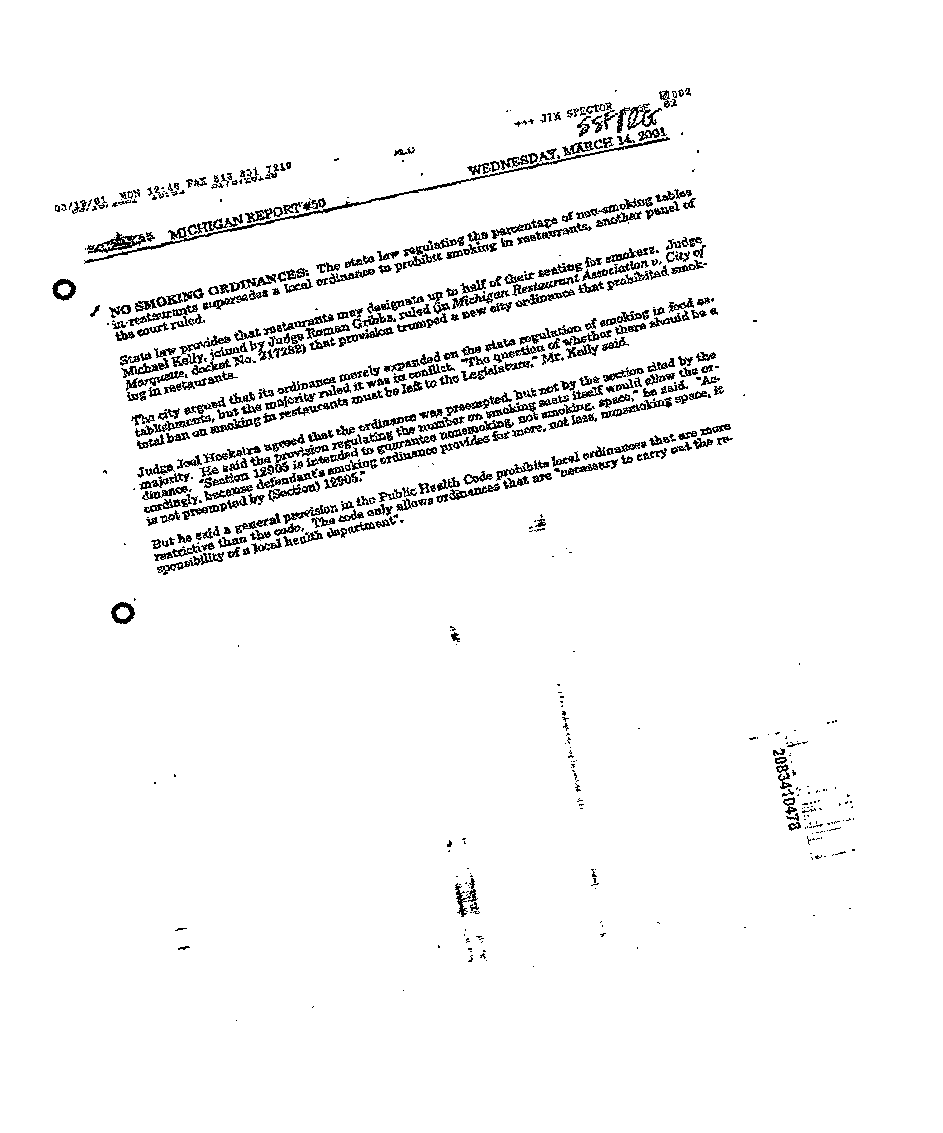 002
*** JIM SPECTOR
02
03/19/01 MON 12:48 FAX 513 831 7219
WEDNESDAY, MARCH 14, 2001
MICHIGAN REPORT #50
NO SMOKING ORDINANCES: The state law regulating the percentage of non-smoking tables
in restaurants supersedes a local ordinance to prohibit smoking in restaurants, another panel of
the court ruled.
State law provides that restaurants may designate up to half of their seating for smokers. Judge
Michael Kelly, joined by Judge Roman Gribbs, ruled (in Michigan Restaurant Association v. City of
Marquette, docket No. 217282) that provision trumped a new city ordinance that prohibited smok-
ing in restaurants.
The city argued that its ordinance merely expanded on the state regulation of smoking in food es-
tablishments, but the majority ruled it was in conflict. "The question of whether there should be a
total ban on smoking in restaurants must be left to the Legislature," Mr. Kelly said.
Judge Joel Hoekstra agreed that the ordinance was preempted, but not by the section cited by the
majority. He said the provision regulating the number on smoking seats itself would allow the or-
dinance. "Section 12905 is intended to guarantee nonsmoking, not smoking, space," he said. "Ac-
cordingly, because defendant's smoking ordinance provides for more, not less, nonsmoking space, it
is not preempted by (Section) 12905."
But he said a general provision in the Public Health Code prohibits local ordinances that are more
restrictive than the code. The code only allows ordinances that are "necessary to carry out the re-
sponsibility of a local health department".
2083410478